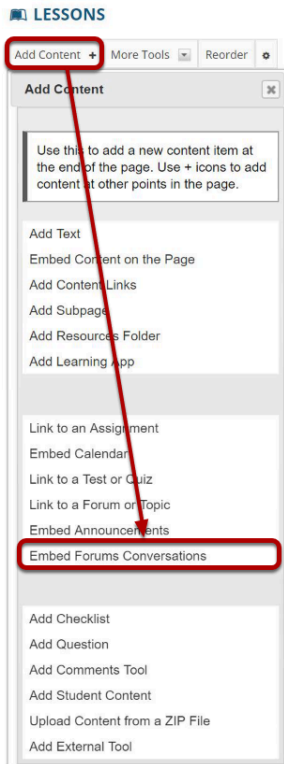 LESSONS
Add Content + More Tools Reorder
Add Content
Use this to add a new content item at
the end of the page. Use + icons to add
content at other points in the page.
Add Text
Embed Content on the Page
Add Content Links
Add Subpage
Add Resources Folder
Add Learning App
Link to an Assignment
Embed Calendar
Link to a Test or Quiz
Link to a Forum or Topic
Embed Announcements
Embed Forums Conversations
Add Checklist
Add Question
Add Comments Tool
Add Student Content
Upload Content from a ZIP File
Add External Tool